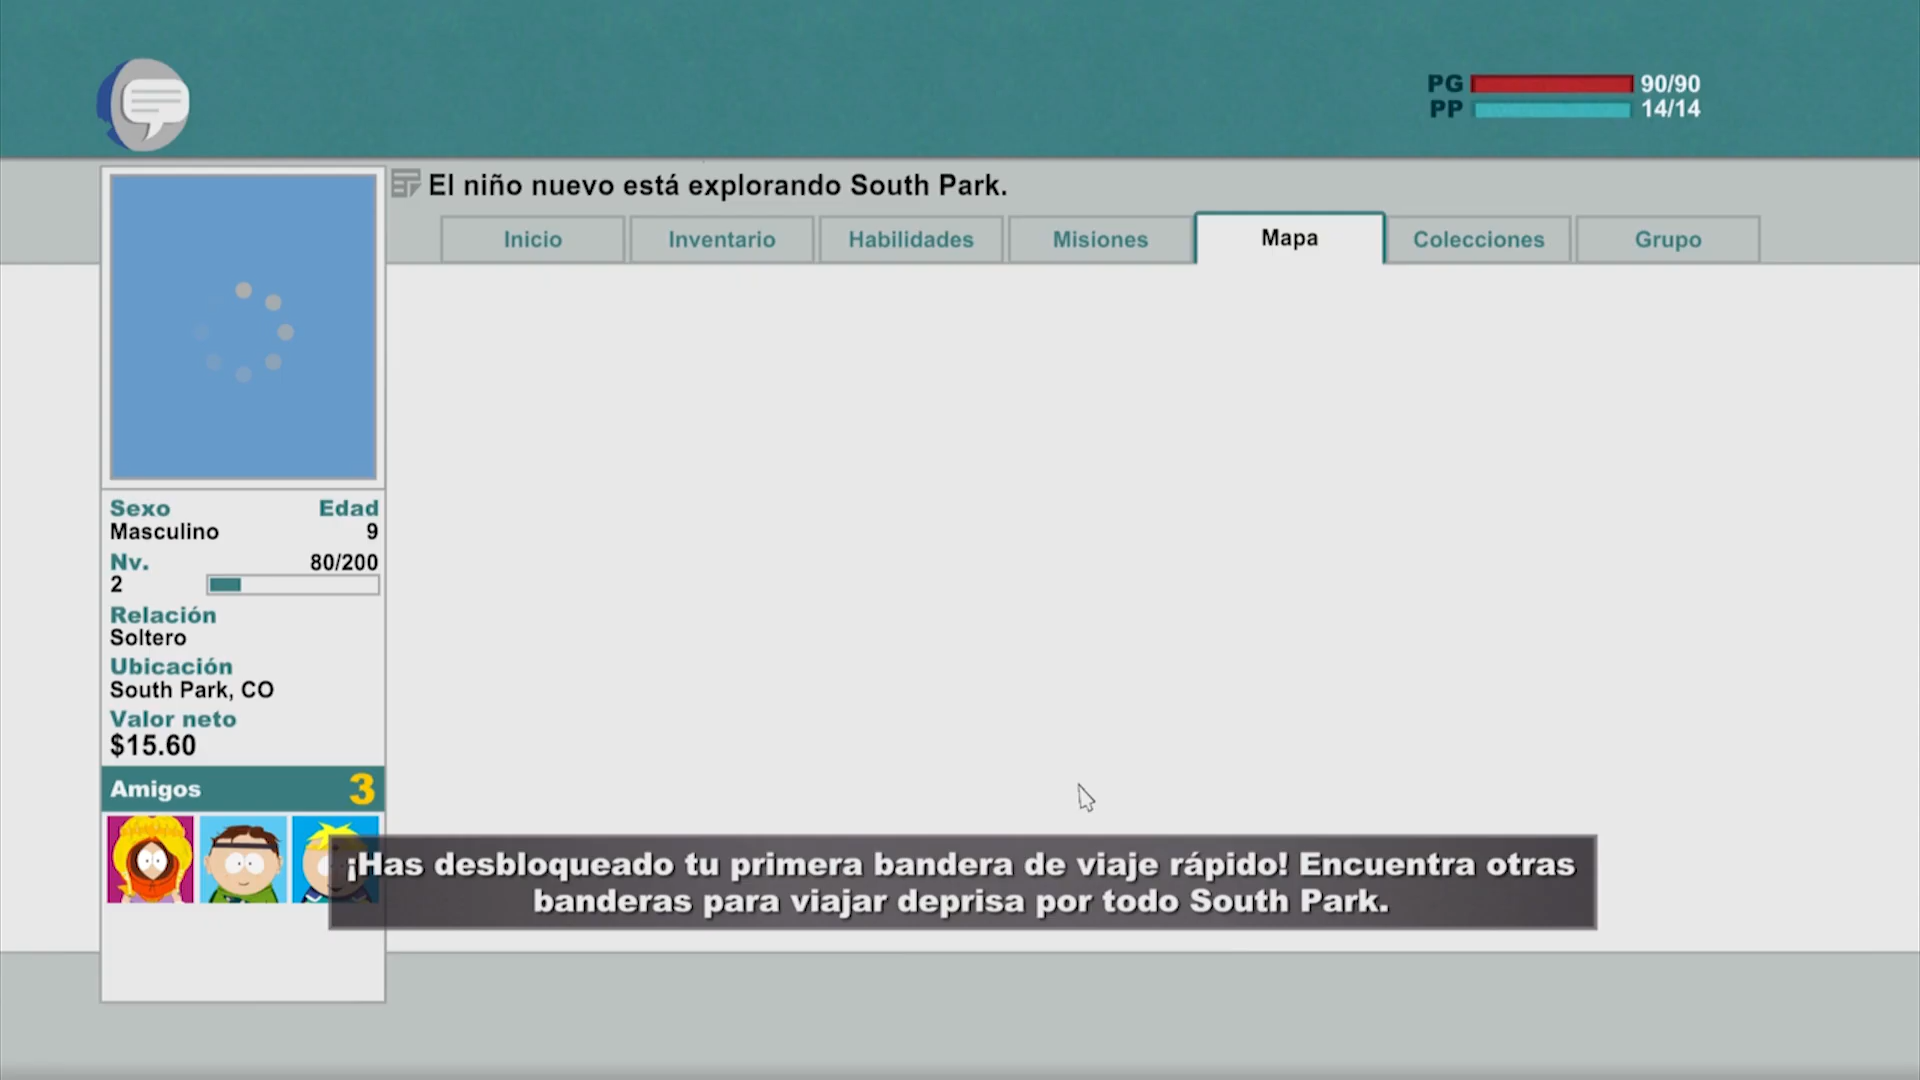 PG 90/90
PP 14/14
El niño nuevo está explorando South Park.
Inicio Inventario Habilidades Misiones Mapa Colecciones Grupo
Sexo Edad
Masculino 9
Nv. 80/200
2
Relación
Soltero
Ubicación
South Park, CO
Valor neto
$15.60
Amigos 3
¡Has desbloqueado tu primera bandera de viaje rápido! Encuentra otras
banderas para viajar deprisa por todo South Park.